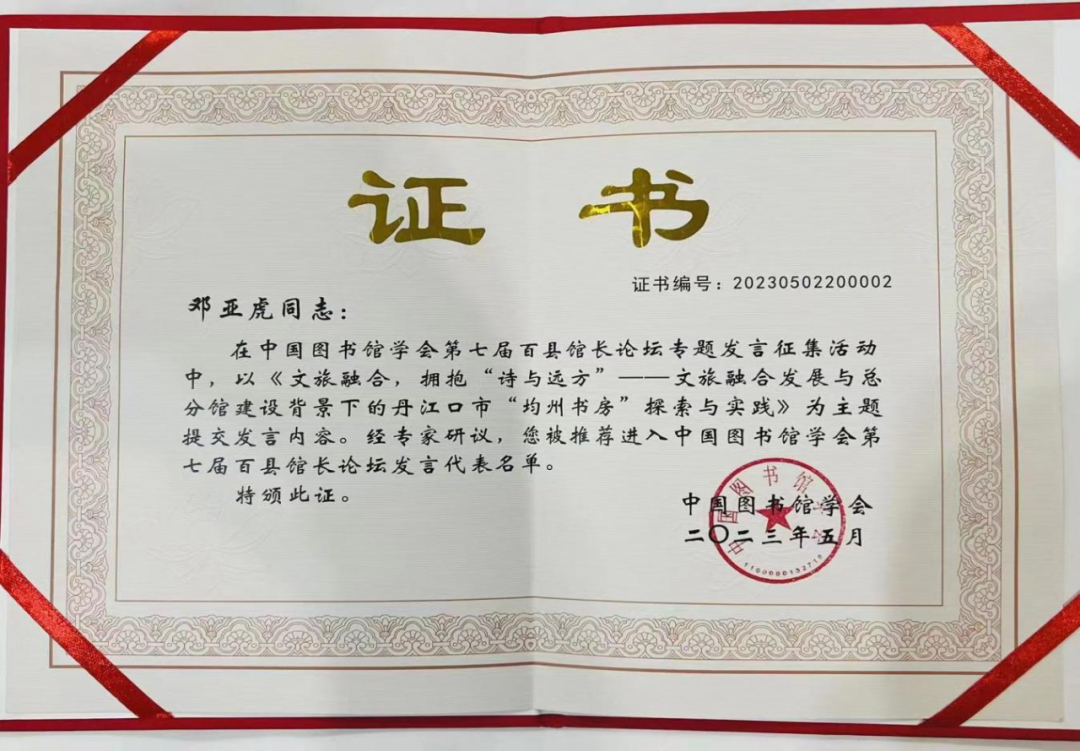 证书
证书编号：20230502200002
邓亚虎同志：
在中国图书馆学会第七届百县馆长论坛专题发言征集活动
中，以《文旅融合，拥抱“诗与远方”——文旅融合发展与总
分馆建设背景下的丹江口市“均州书房”探索与实践》为主题
提交发言内容。经专家研议，您被推荐进入中国图书馆学会第
七届百县馆长论坛发言代表名单。
特颁此证。
中国图书馆学会
二〇二三年五月
中国图书馆学会